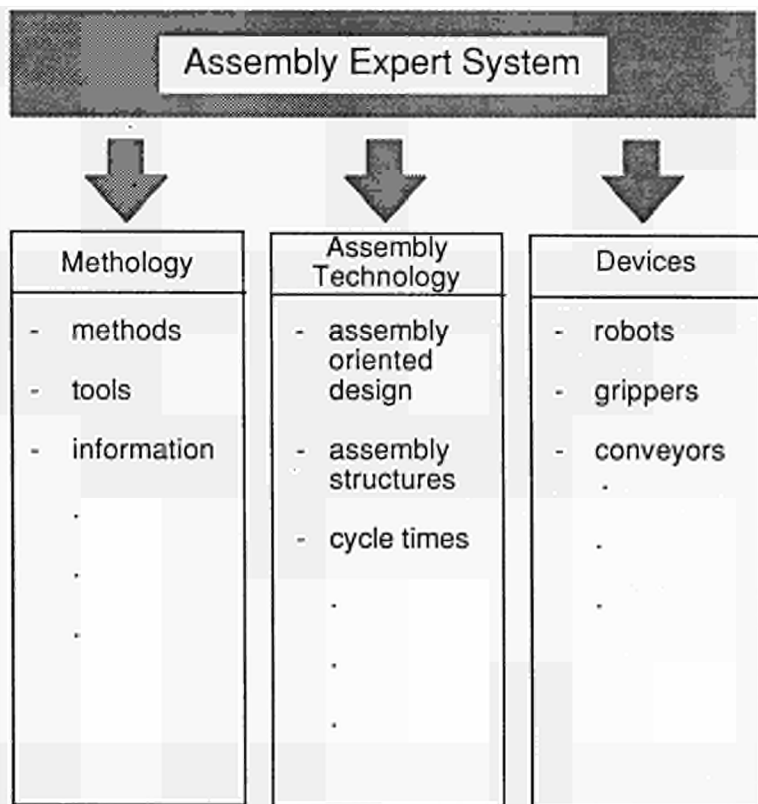 Assembly Expert System
Methology
- methods
- tools
- information
.
.
.
Assembly
Technology
- assembly
oriented
design
- assembly
structures
- cycle times
.
.
.
Devices
- robots
- grippers
- conveyors
.
.
.